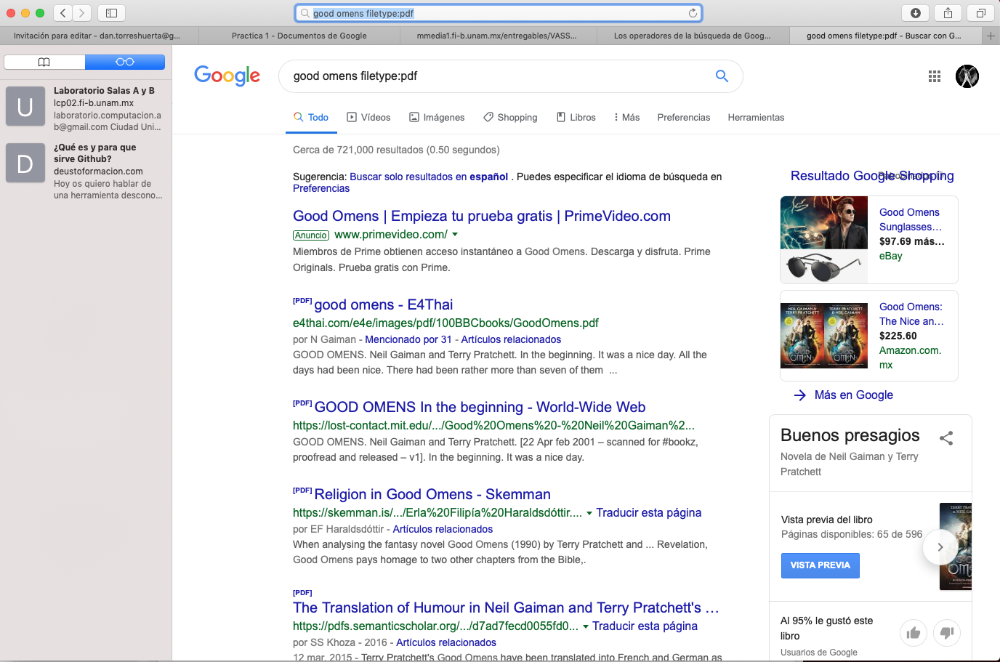 good omens filetype:pdf
Invitación para editar - dan.torreshuerta@g...
Practica 1 - Documentos de Google
mmedia1.fi-b.unam.mx/entregables/VASS...
Los operadores de la búsqueda de Goog...
good omens filetype:pdf - Buscar con G...
U
Laboratorio Salas A y B
lcp02.fi-b.unam.mx
laboratorio.computacion.a
b@gmail.com Ciudad Uni...
D
¿Qué es y para que
sirve Github?
deustoformacion.com
Hoy os quiero hablar de
una herramienta descono...
Google
good omens filetype:pdf
Todo
Vídeos
Imágenes
Shopping
Libros
Más
Preferencias
Herramientas
Cerca de 721,000 resultados (0.50 segundos)
Sugerencia: Buscar solo resultados en español . Puedes especificar el idioma de búsqueda en
Preferencias
Good Omens | Empieza tu prueba gratis | PrimeVideo.com
Anuncio www.primevideo.com/
Miembros de Prime obtienen acceso instantáneo a Good Omens. Descarga y disfruta. Prime
Originals. Prueba gratis con Prime.
[PDF] good omens - E4Thai
e4thai.com/e4e/images/pdf/100BBCbooks/GoodOmens.pdf
por N Gaiman - Mencionado por 31 - Artículos relacionados
GOOD OMENS. Neil Gaiman and Terry Pratchett. In the beginning. It was a nice day. All the
days had been nice. There had been rather more than seven of them ...
[PDF] GOOD OMENS In the beginning - World-Wide Web
https://lost-contact.mit.edu/.../Good%20Omens%20-%20Neil%20Gaiman%2...
GOOD OMENS. Neil Gaiman and Terry Pratchett. [22 Apr feb 2001 – scanned for #bookz,
proofread and released – v1]. In the beginning. It was a nice day.
[PDF] Religion in Good Omens - Skemman
https://skemman.is/.../Erla%20Filipía%20Haraldsdóttir.... Traducir esta página
por EF Haraldsdóttir - Artículos relacionados
When analysing the fantasy novel Good Omens (1990) by Terry Pratchett and ... Revelation,
Good Omens pays homage to two other chapters from the Bible,.
[PDF]
The Translation of Humour in Neil Gaiman and Terry Pratchett's ...
https://pdfs.semanticscholar.org/.../d7ad7fecd0055fd0... Traducir esta página
por SS Khoza - 2016 - Artículos relacionados
12 mar. 2015 - Terry Pratchett's Good Omens have been translated into French and German as
Resultado Google Shopping
Good Omens
Sunglasses...
$97.69 más...
eBay
NEIL GAIMAN &
TERRY PRATCHETT
TERRY PRATCHETT
& NEIL GAIMAN
Good Omens:
The Nice an...
$225.60
Amazon.com.
mx
Más en Google
Buenos presagios
Novela de Neil Gaiman y Terry
Pratchett
Vista previa del libro
Páginas disponibles: 65 de 596
VISTA PREVIA
Al 95% le gustó este
libro
Usuarios de Google